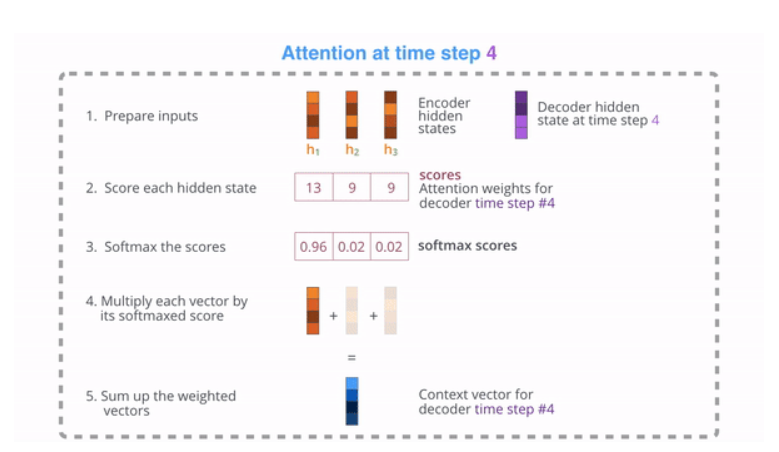 Attention at time step 4
1. Prepare inputs
Encoder
hidden
states
Decoder hidden
state at time step 4
h1 h2 h3
2. Score each hidden state
13 9 9
scores
Attention weights for
decoder time step #4
3. Softmax the scores
0.96 0.02 0.02
softmax scores
4. Multiply each vector by
its softmaxed score
+ +
=
5. Sum up the weighted
vectors
Context vector for
decoder time step #4